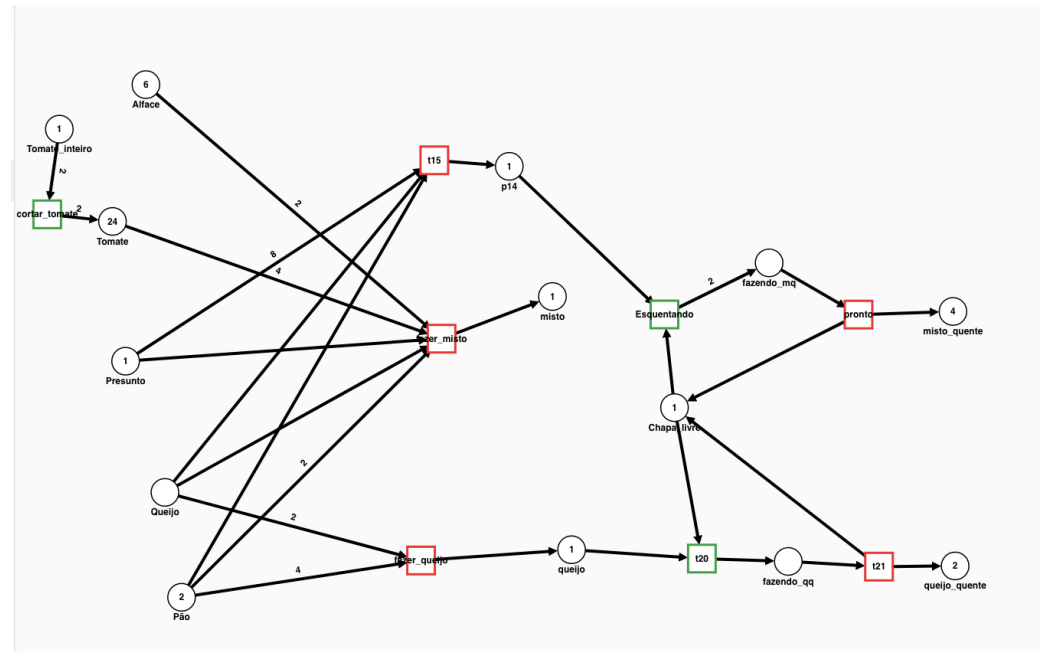 6
Alface
1
Tomate_inteiro
2
cortar_tomate
2
24
Tomate
t15
1
p14
2
8
4
1
misto
fazer_misto
1
Presunto
2
fazendo_mq
Esquentando
pronto
4
misto_quente
1
Chapa_livre
Queijo
2
2
4
fazer_queijo
1
queijo
t20
fazendo_qq
t21
2
queijo_quente
2
Pão